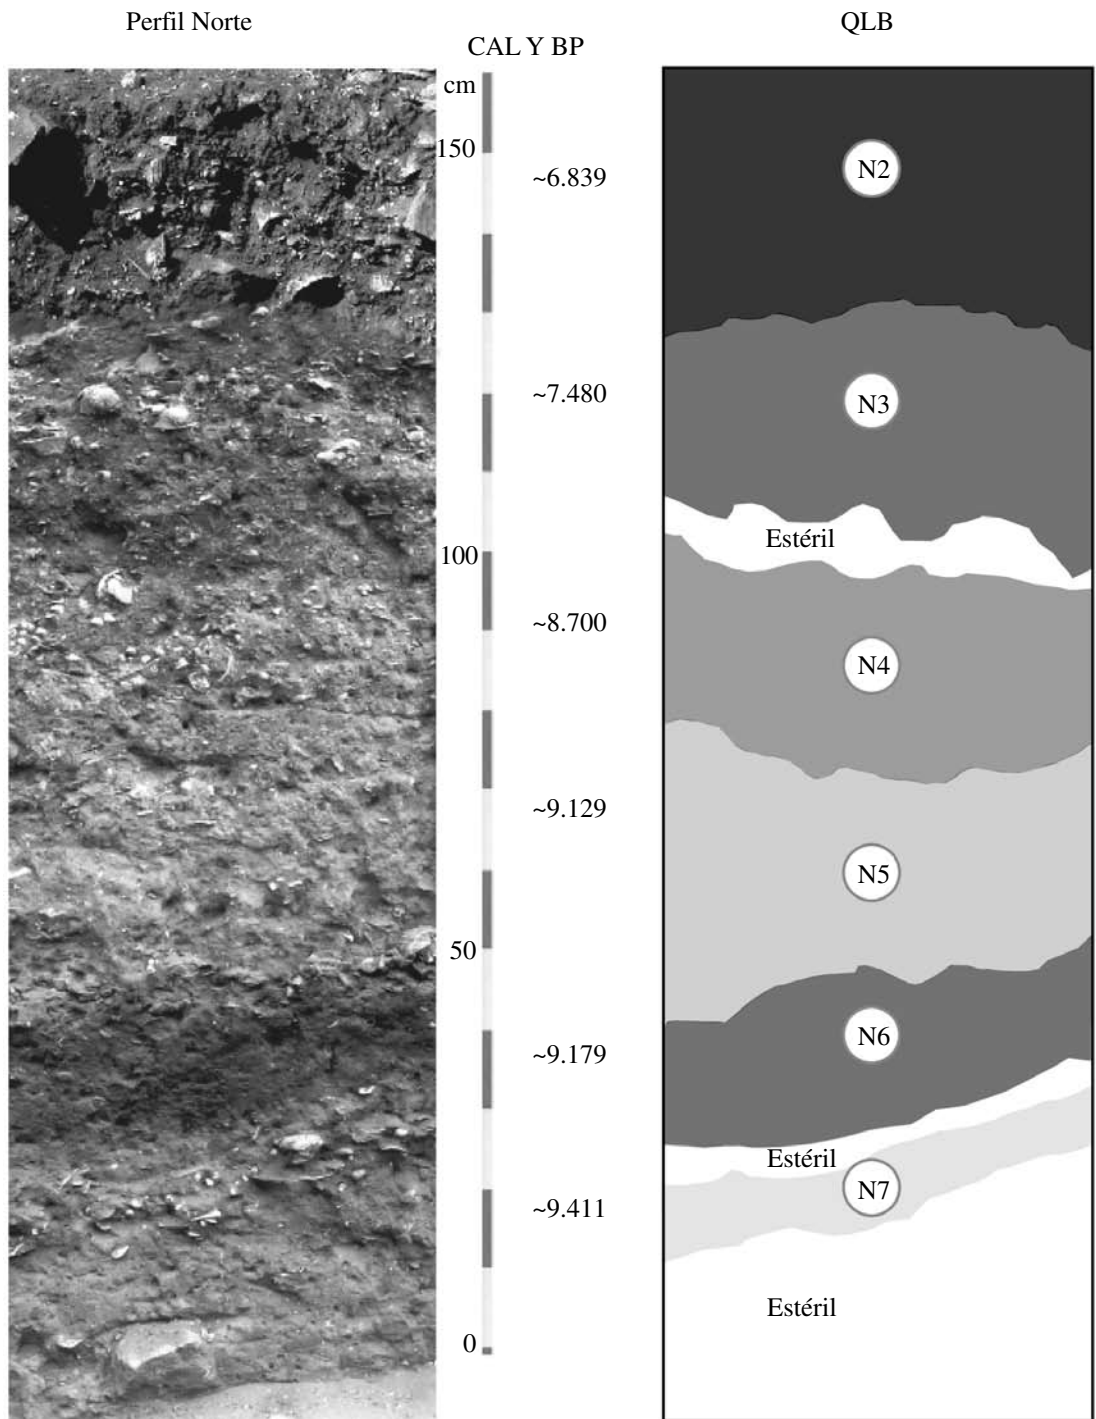 Perfil Norte
CAL Y BP
QLB
cm
150
~6.839
N2
~7.480
N3
Estéril
100
~8.700
N4
~9.129
N5
50
~9.179
N6
Estéril
N7
~9.411
Estéril
0